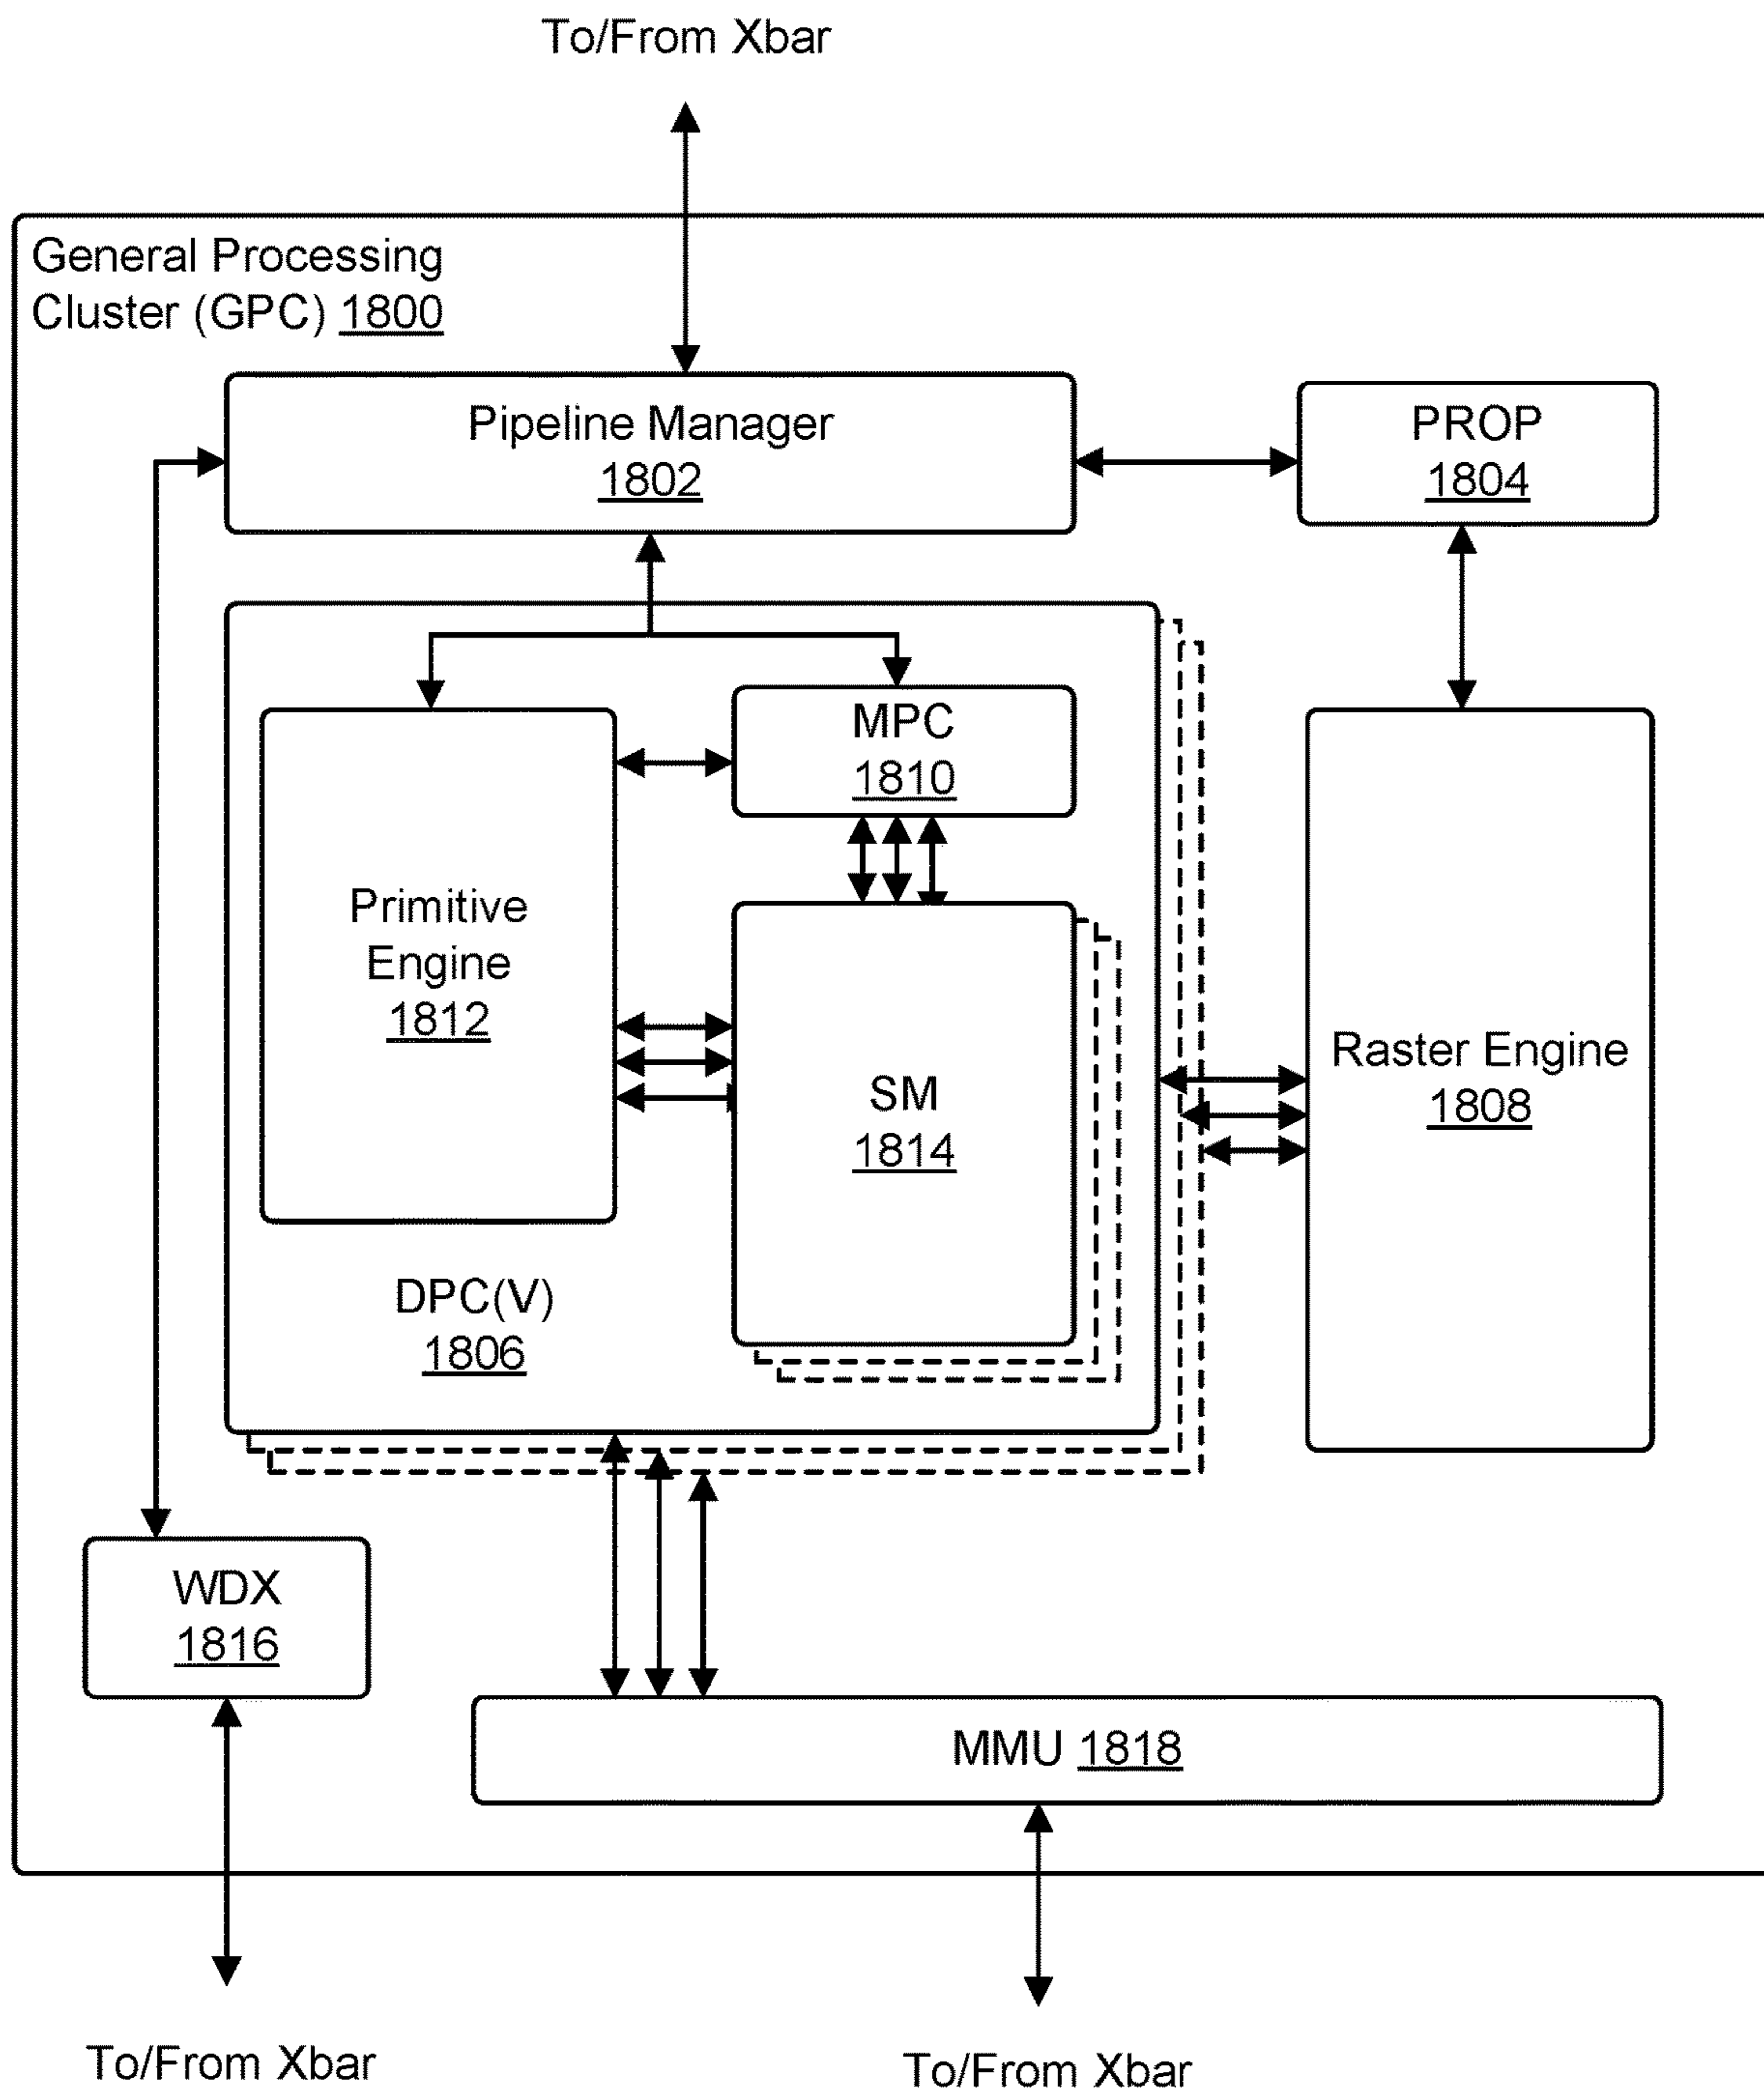 To/From Xbar
General Processing
Cluster (GPC) 1800
Pipeline Manager
1802
PROP
1804
MPC
1810
Primitive
Engine
1812
SM
1814
Raster Engine
1808
DPC(V)
1806
WDX
1816
MMU 1818
To/From Xbar
To/From Xbar